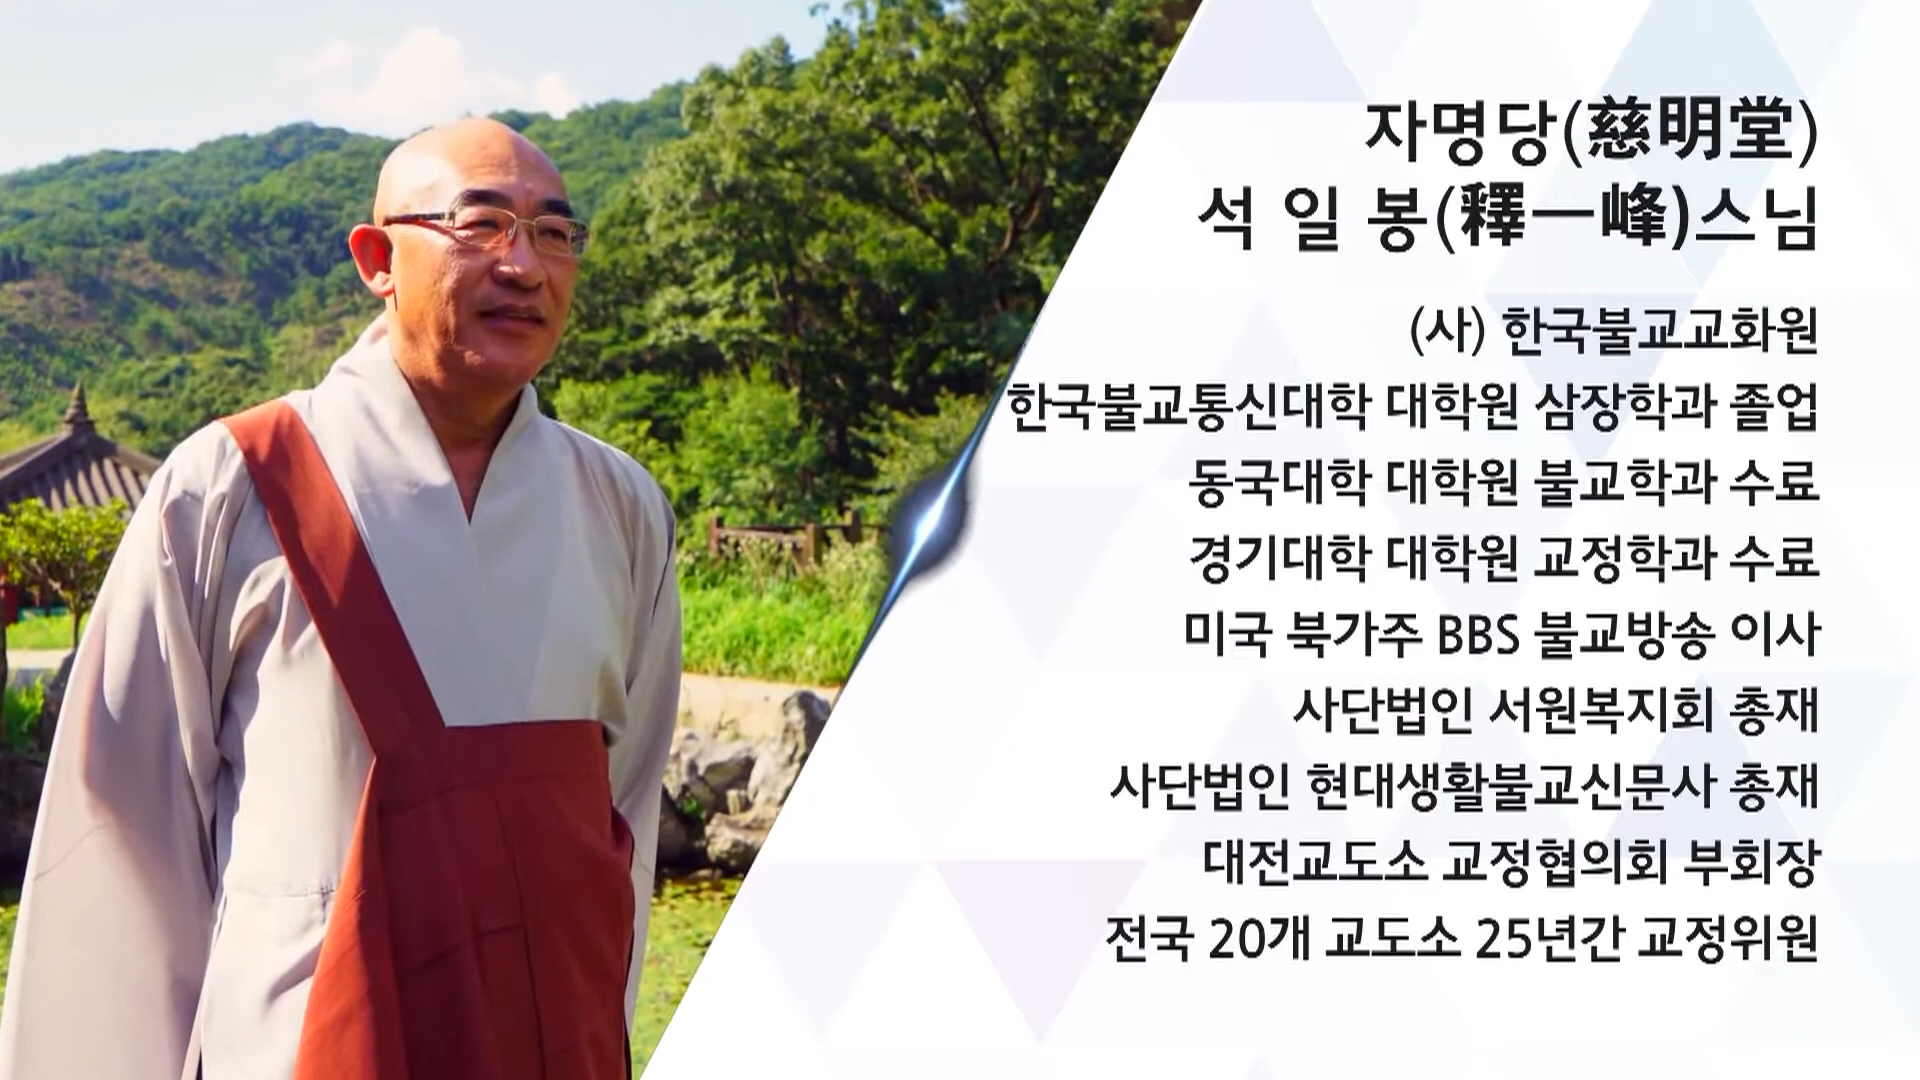 자명당(慈明堂)
석 일 봉(釋一峰)스님
(사) 한국불교교화원
한국불교통신대학 대학원 삼장학과 졸업
동국대학 대학원 불교학과 수료
경기대학 대학원 교정학과 수료
미국 북가주 BBS 불교방송 이사
사단법인 서원복지회 총재
사단법인 현대생활불교신문사 총재
대전교도소 교정협의회 부회장
전국 20개 교도소 25년간 교정위원